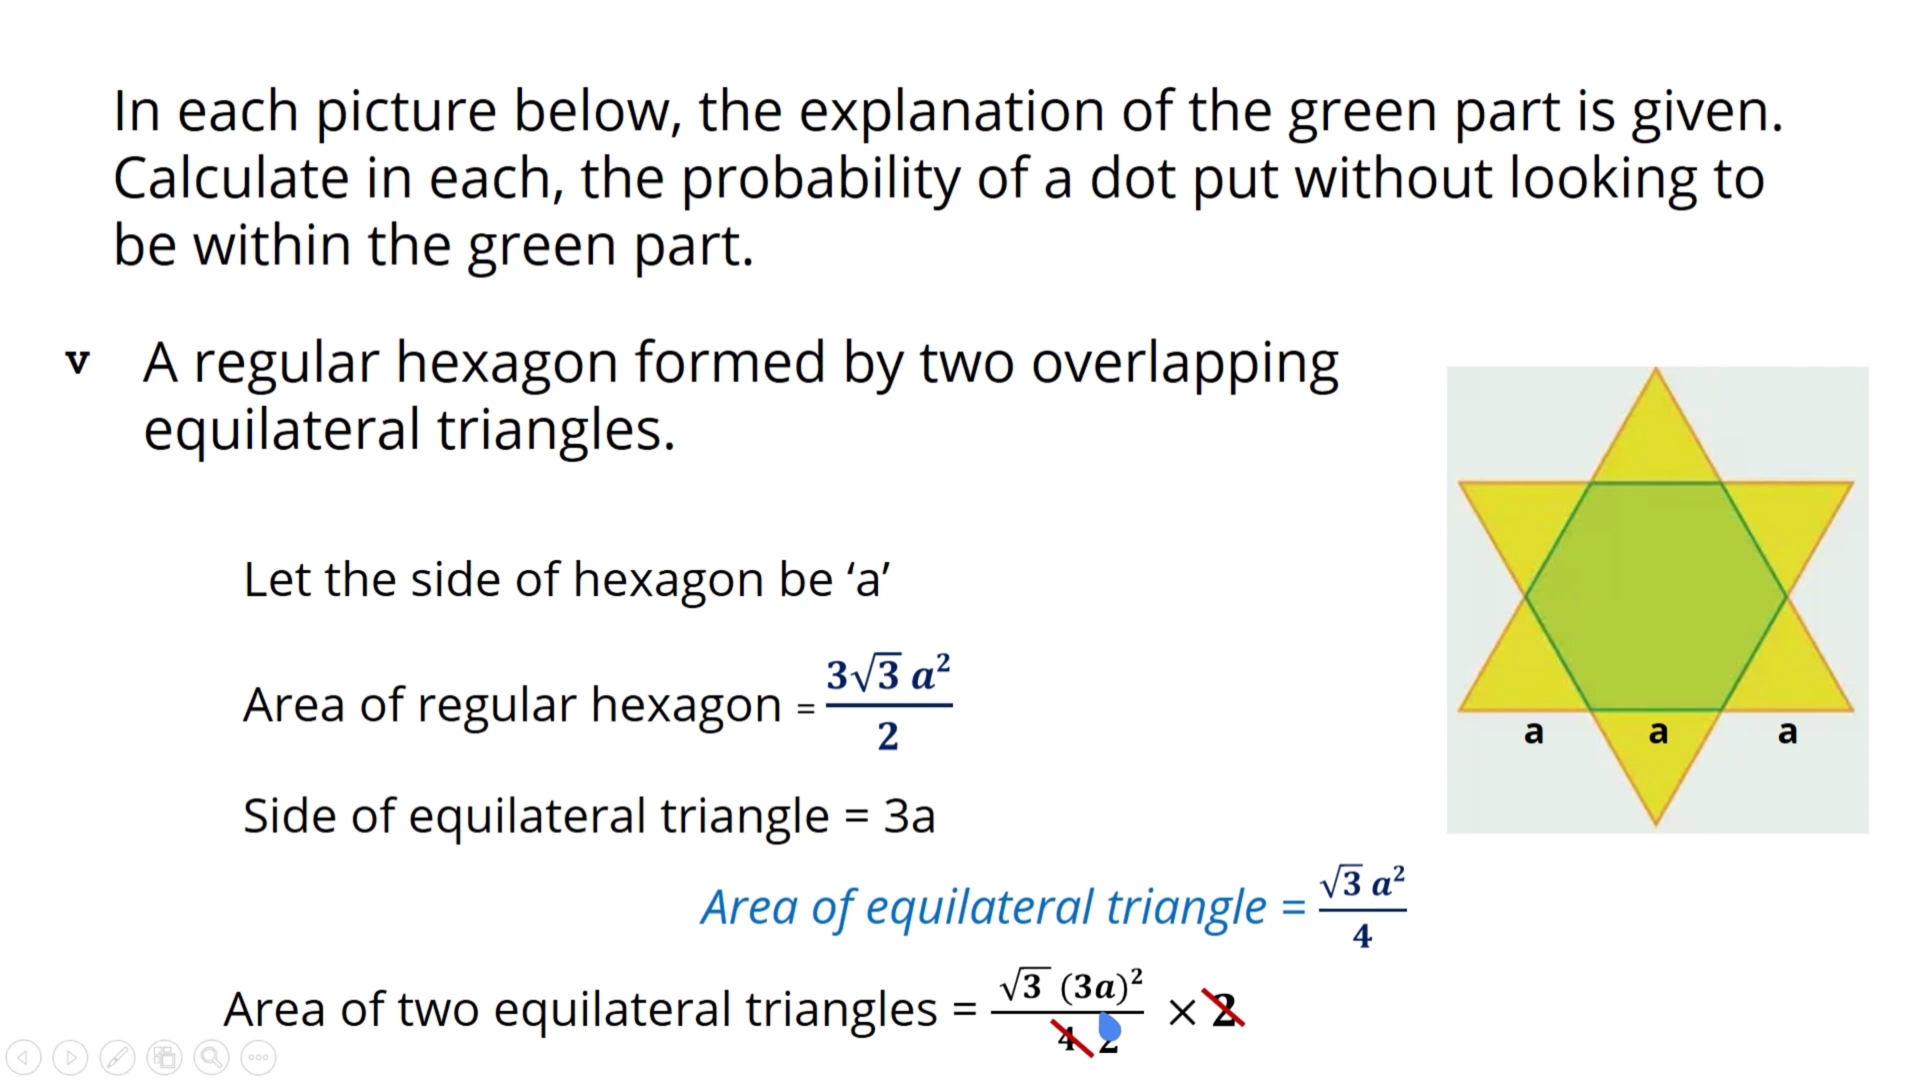 In each picture below, the explanation of the green part is given.
Calculate in each, the probability of a dot put without looking to
be within the green part.
v A regular hexagon formed by two overlapping
equilateral triangles.
Let the side of hexagon be ‘a’
Area of regular hexagon = 3√3 a² / 2
a a a
Side of equilateral triangle = 3a
Area of equilateral triangle = √3 a² / 4
Area of two equilateral triangles = √3 (3a)² / 4 2 × 2